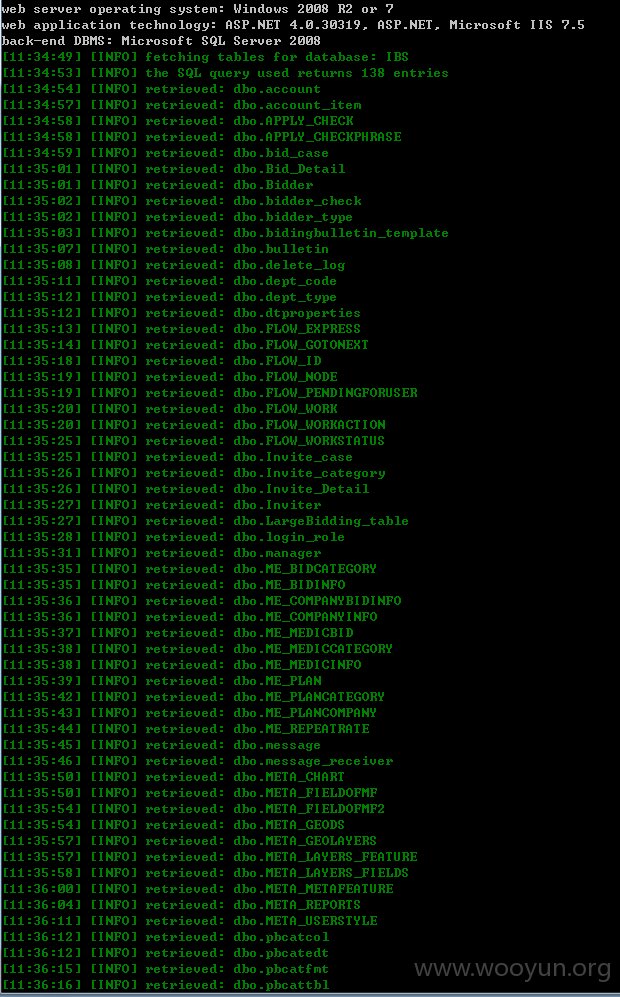 web server operating system: Windows 2008 R2 or 7
web application technology: ASP.NET 4.0.30319, ASP.NET, Microsoft IIS 7.5
back-end DBMS: Microsoft SQL Server 2008
[11:34:49] [INFO] fetching tables for database: IBS
[11:34:53] [INFO] the SQL query used returns 138 entries
[11:34:54] [INFO] retrieved: dbo.account
[11:34:57] [INFO] retrieved: dbo.account_item
[11:34:58] [INFO] retrieved: dbo.APPLY_CHECK
[11:34:58] [INFO] retrieved: dbo.APPLY_CHECKPHRASE
[11:34:59] [INFO] retrieved: dbo.bid_case
[11:35:01] [INFO] retrieved: dbo.Bid_Detail
[11:35:01] [INFO] retrieved: dbo.Bidder
[11:35:02] [INFO] retrieved: dbo.bidder_check
[11:35:02] [INFO] retrieved: dbo.bidder_type
[11:35:03] [INFO] retrieved: dbo.bidingbulletin_template
[11:35:07] [INFO] retrieved: dbo.bulletin
[11:35:08] [INFO] retrieved: dbo.delete_log
[11:35:11] [INFO] retrieved: dbo.dept_code
[11:35:12] [INFO] retrieved: dbo.dept_type
[11:35:12] [INFO] retrieved: dbo.dtproperties
[11:35:13] [INFO] retrieved: dbo.FLOW_EXPRESS
[11:35:14] [INFO] retrieved: dbo.FLOW_GOTONEXT
[11:35:18] [INFO] retrieved: dbo.FLOW_ID
[11:35:19] [INFO] retrieved: dbo.FLOW_NODE
[11:35:19] [INFO] retrieved: dbo.FLOW_PENDINGFORUSER
[11:35:20] [INFO] retrieved: dbo.FLOW_WORK
[11:35:20] [INFO] retrieved: dbo.FLOW_WORKACTION
[11:35:25] [INFO] retrieved: dbo.FLOW_WORKSTATUS
[11:35:25] [INFO] retrieved: dbo.Invite_case
[11:35:26] [INFO] retrieved: dbo.Invite_category
[11:35:26] [INFO] retrieved: dbo.Invite_Detail
[11:35:27] [INFO] retrieved: dbo.Inviter
[11:35:27] [INFO] retrieved: dbo.LargeBidding_table
[11:35:28] [INFO] retrieved: dbo.login_role
[11:35:31] [INFO] retrieved: dbo.manager
[11:35:35] [INFO] retrieved: dbo.ME_BIDCATEGORY
[11:35:35] [INFO] retrieved: dbo.ME_BIDINFO
[11:35:36] [INFO] retrieved: dbo.ME_COMPANYBIDINFO
[11:35:36] [INFO] retrieved: dbo.ME_COMPANYINFO
[11:35:37] [INFO] retrieved: dbo.ME_MEDICBID
[11:35:38] [INFO] retrieved: dbo.ME_MEDICCATEGORY
[11:35:38] [INFO] retrieved: dbo.ME_MEDICINFO
[11:35:39] [INFO] retrieved: dbo.ME_PLAN
[11:35:42] [INFO] retrieved: dbo.ME_PLANCATEGORY
[11:35:43] [INFO] retrieved: dbo.ME_PLANCOMPANY
[11:35:44] [INFO] retrieved: dbo.ME_REPEATRATE
[11:35:45] [INFO] retrieved: dbo.message
[11:35:46] [INFO] retrieved: dbo.message_receiver
[11:35:50] [INFO] retrieved: dbo.META_CHART
[11:35:50] [INFO] retrieved: dbo.META_FIELDOFMF
[11:35:54] [INFO] retrieved: dbo.META_FIELDOFMF2
[11:35:54] [INFO] retrieved: dbo.META_GEODS
[11:35:57] [INFO] retrieved: dbo.META_GEOLAYERS
[11:35:57] [INFO] retrieved: dbo.META_LAYERS_FEATURE
[11:35:58] [INFO] retrieved: dbo.META_LAYERS_FIELDS
[11:36:00] [INFO] retrieved: dbo.META_METAFEATURE
[11:36:04] [INFO] retrieved: dbo.META_REPORTS
[11:36:11] [INFO] retrieved: dbo.META_USERSTYLE
[11:36:12] [INFO] retrieved: dbo.pbcatcol
[11:36:12] [INFO] retrieved: dbo.pbcatedt
[11:36:15] [INFO] retrieved: dbo.pbcatfmt
[11:36:16] [INFO] retrieved: dbo.pbcattbl
www.wooyun.org